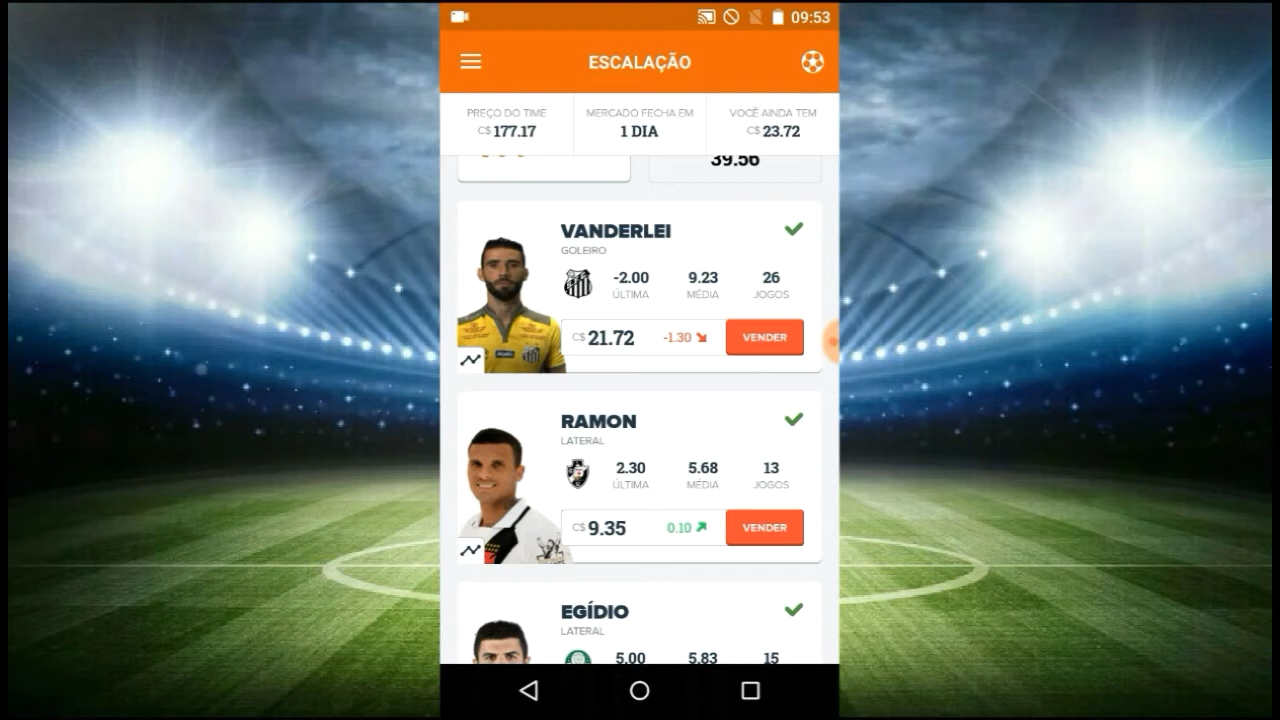 09:53
ESCALAÇÃO
PREÇO DO TIME
MERCADO FECHA EM
VOCÊ AINDA TEM
C$ 177.17
1 DIA
C$ 23.72
39.56
VANDERLEI
GOLEIRO
-2.00 9.23 26
ÚLTIMA MÉDIA JOGOS
C$ 21.72 -1.30 VENDER
RAMON
LATERAL
2.30 5.68 13
ÚLTIMA MÉDIA JOGOS
C$ 9.35 0.10 VENDER
EGÍDIO
LATERAL
5.00 5.83 15